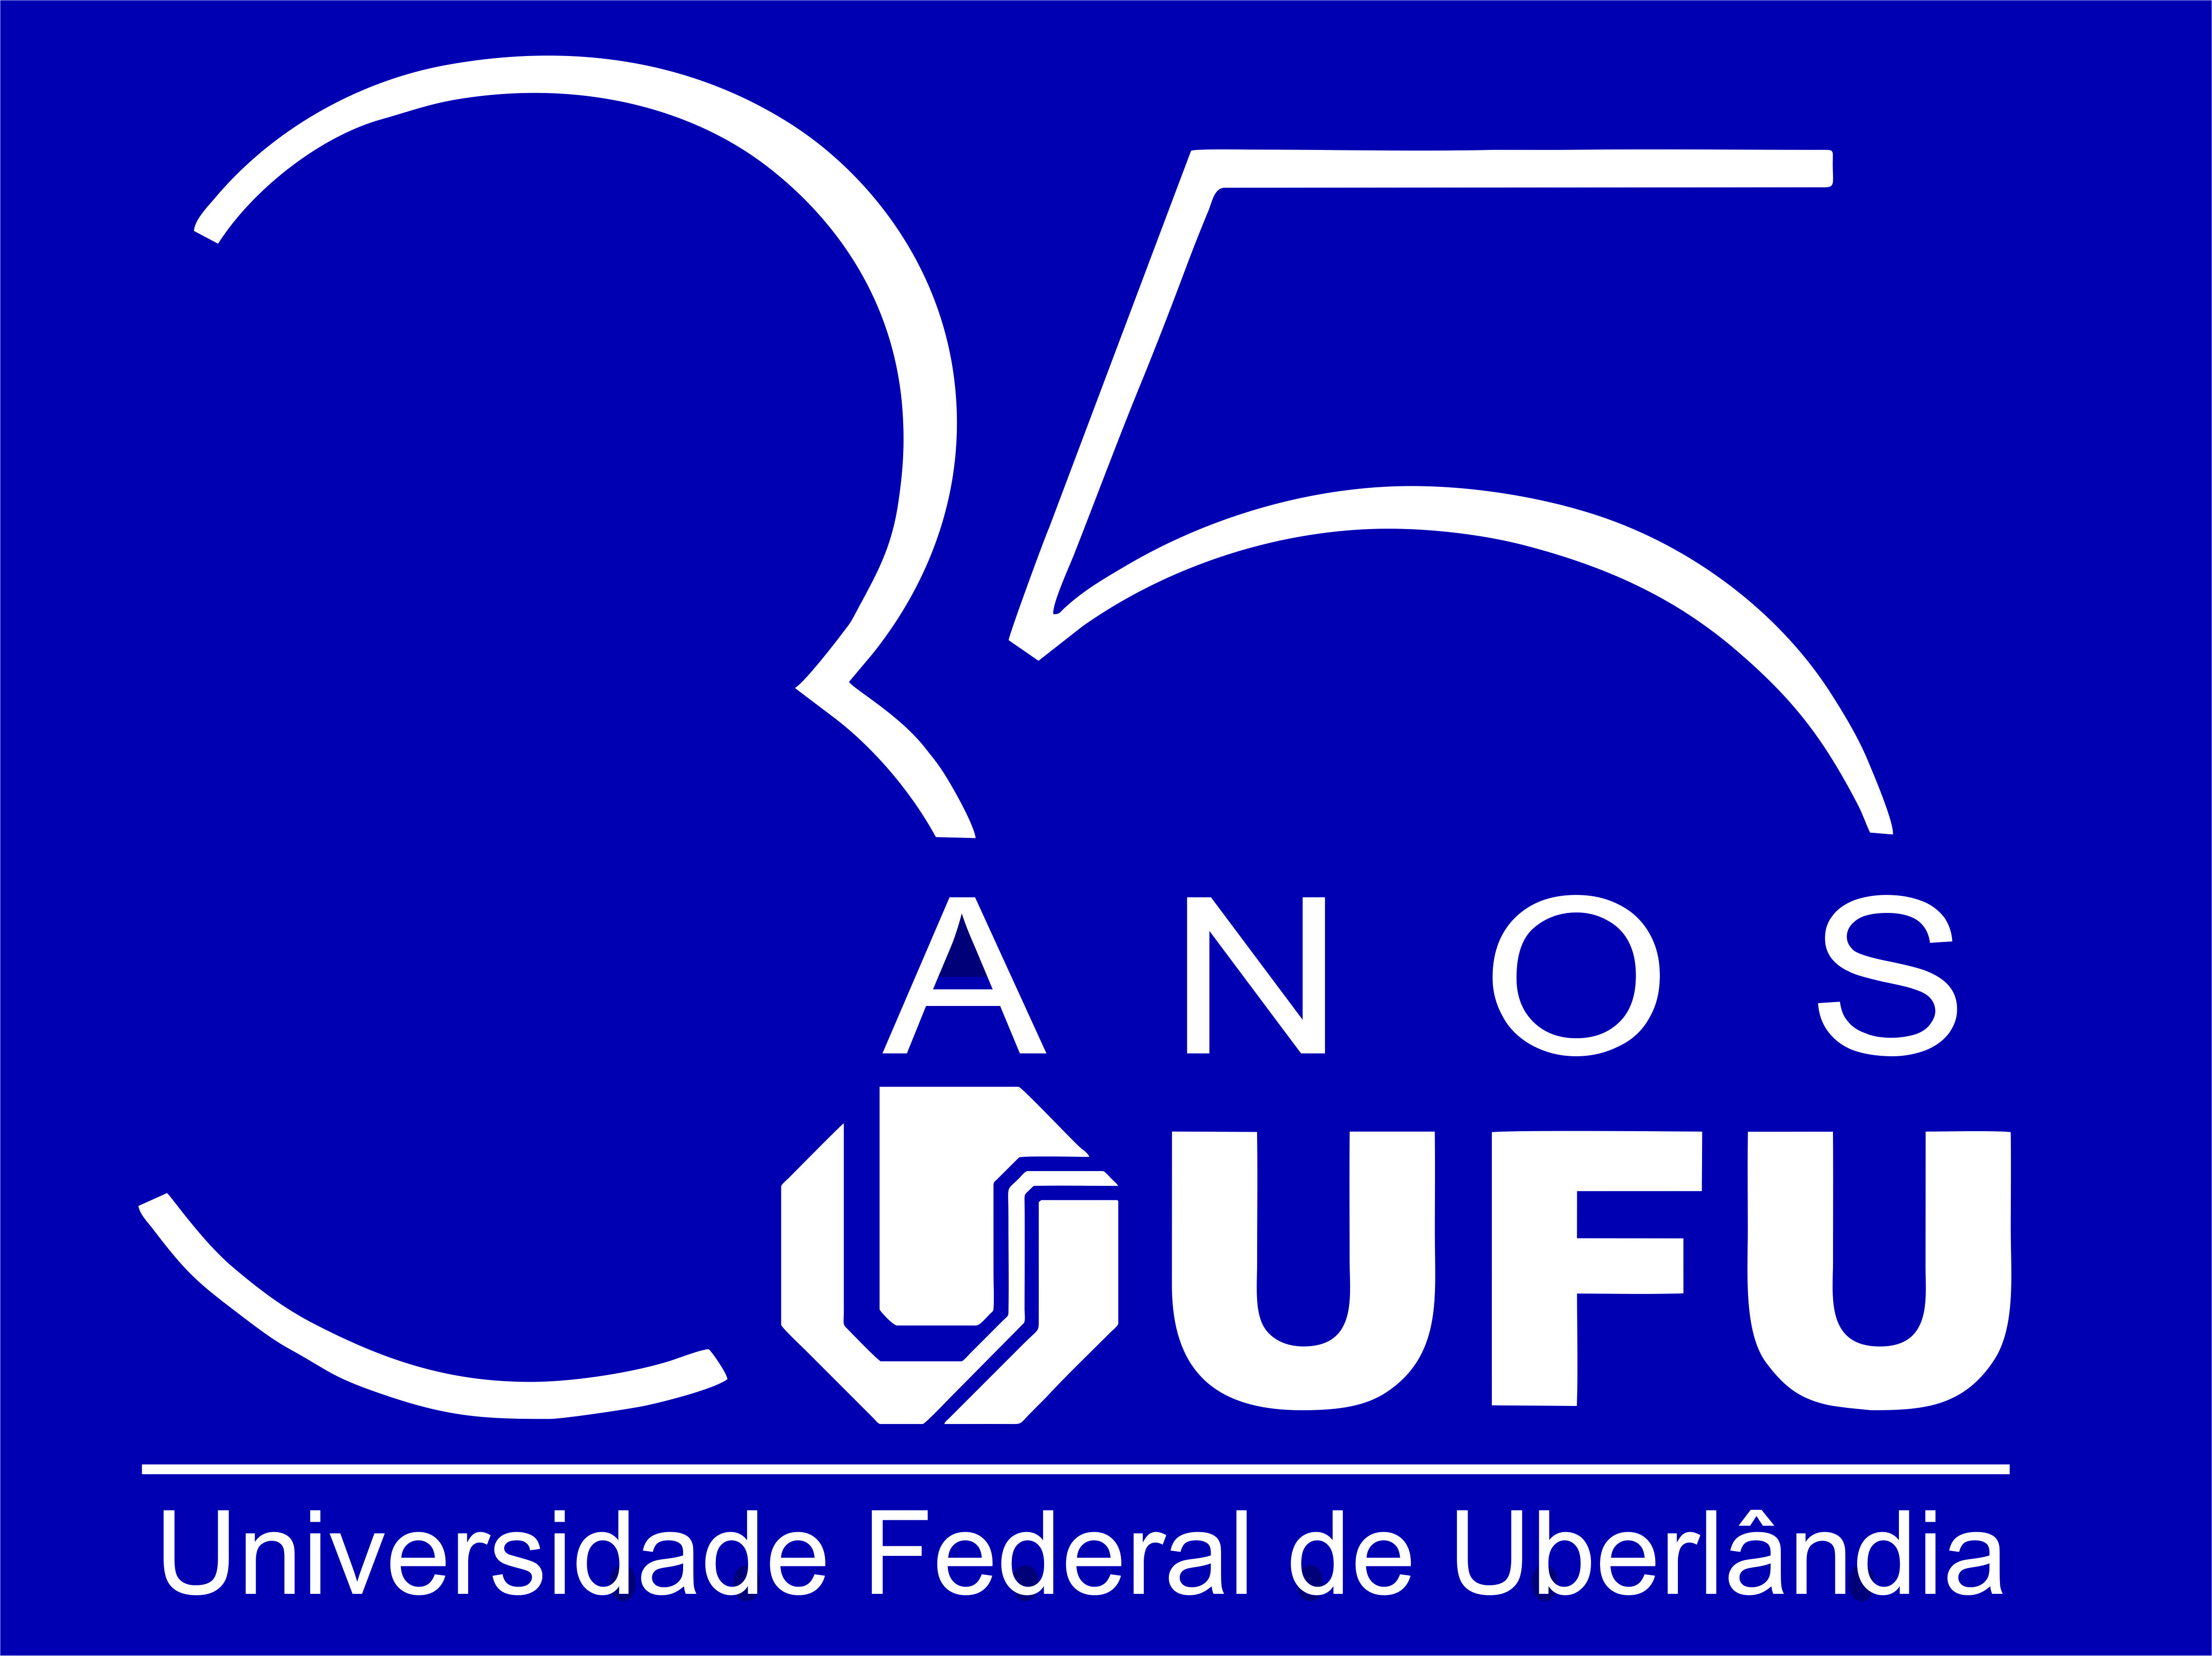 35
ANOS
UFU
Universidade Federal de Uberlândia